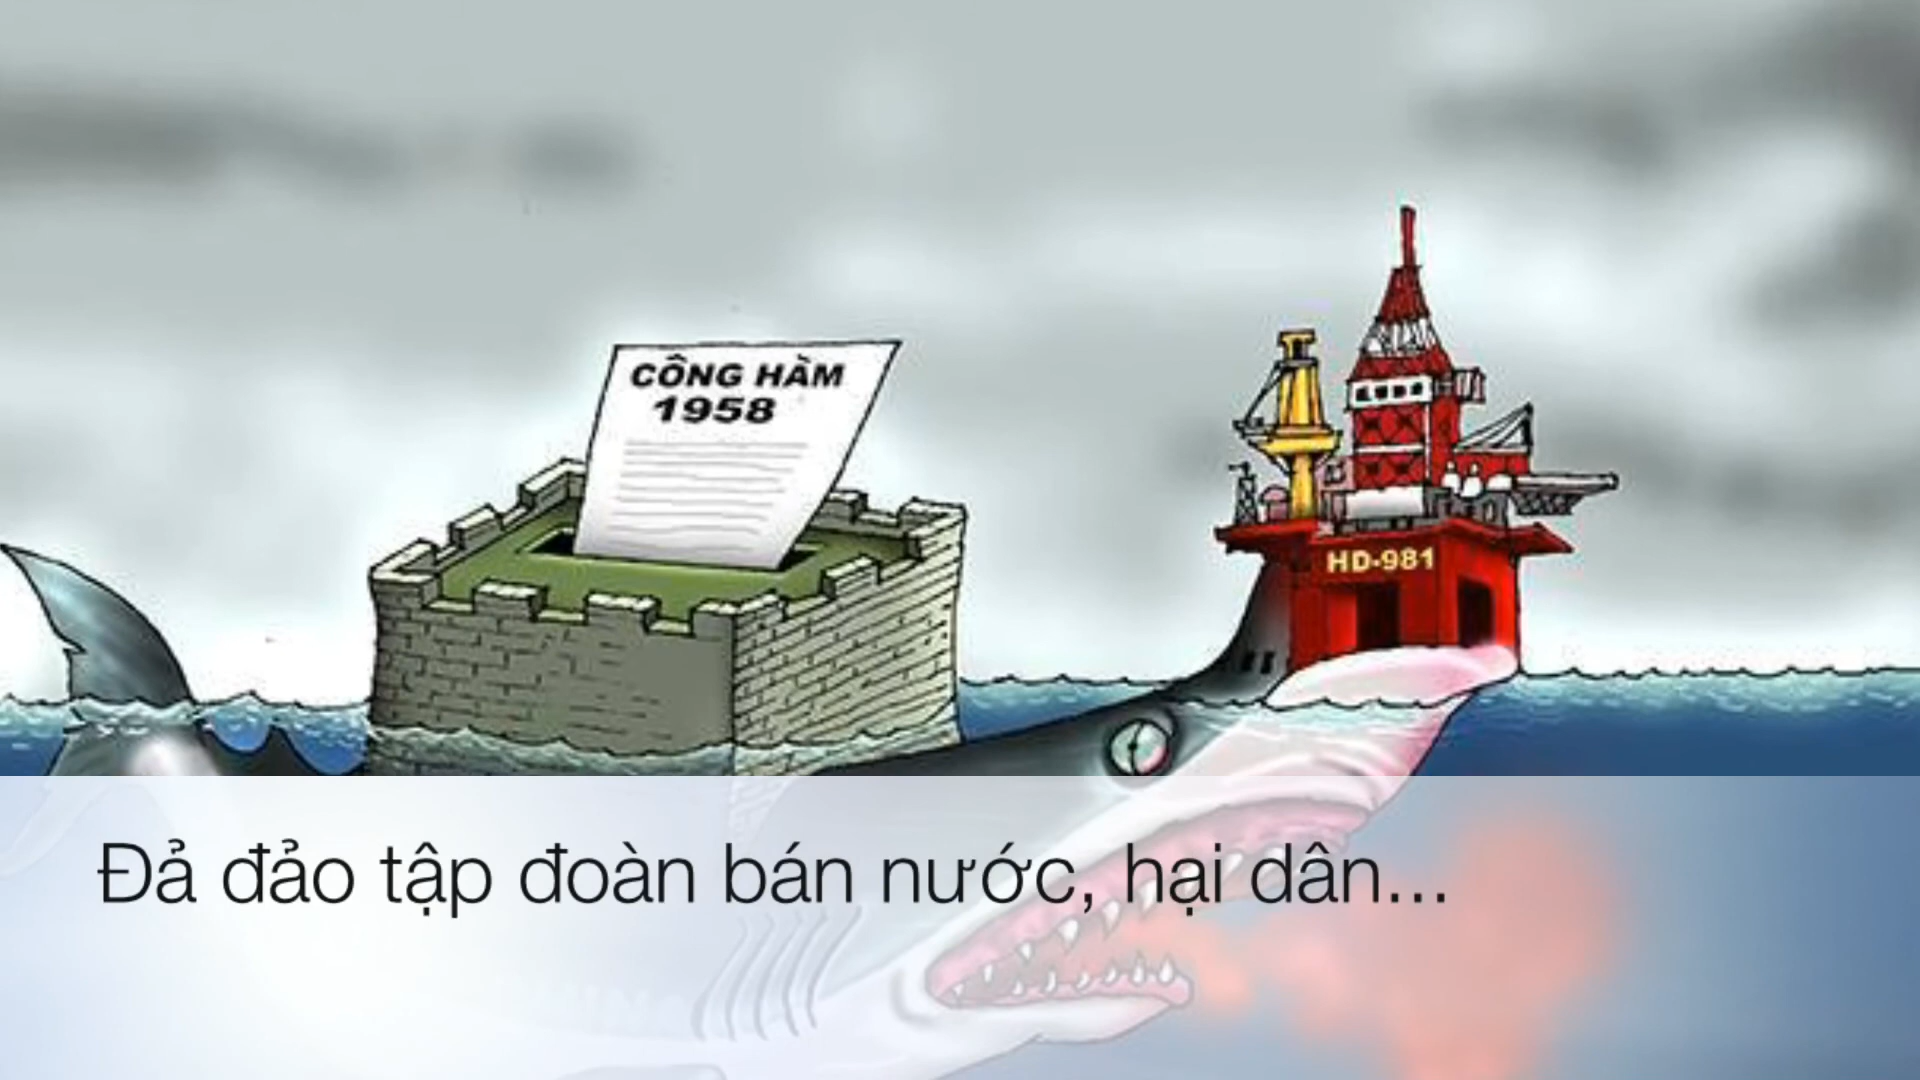 CÔNG HÀM
1958
HD-981
Đả đảo tập đoàn bán nước, hại dân...